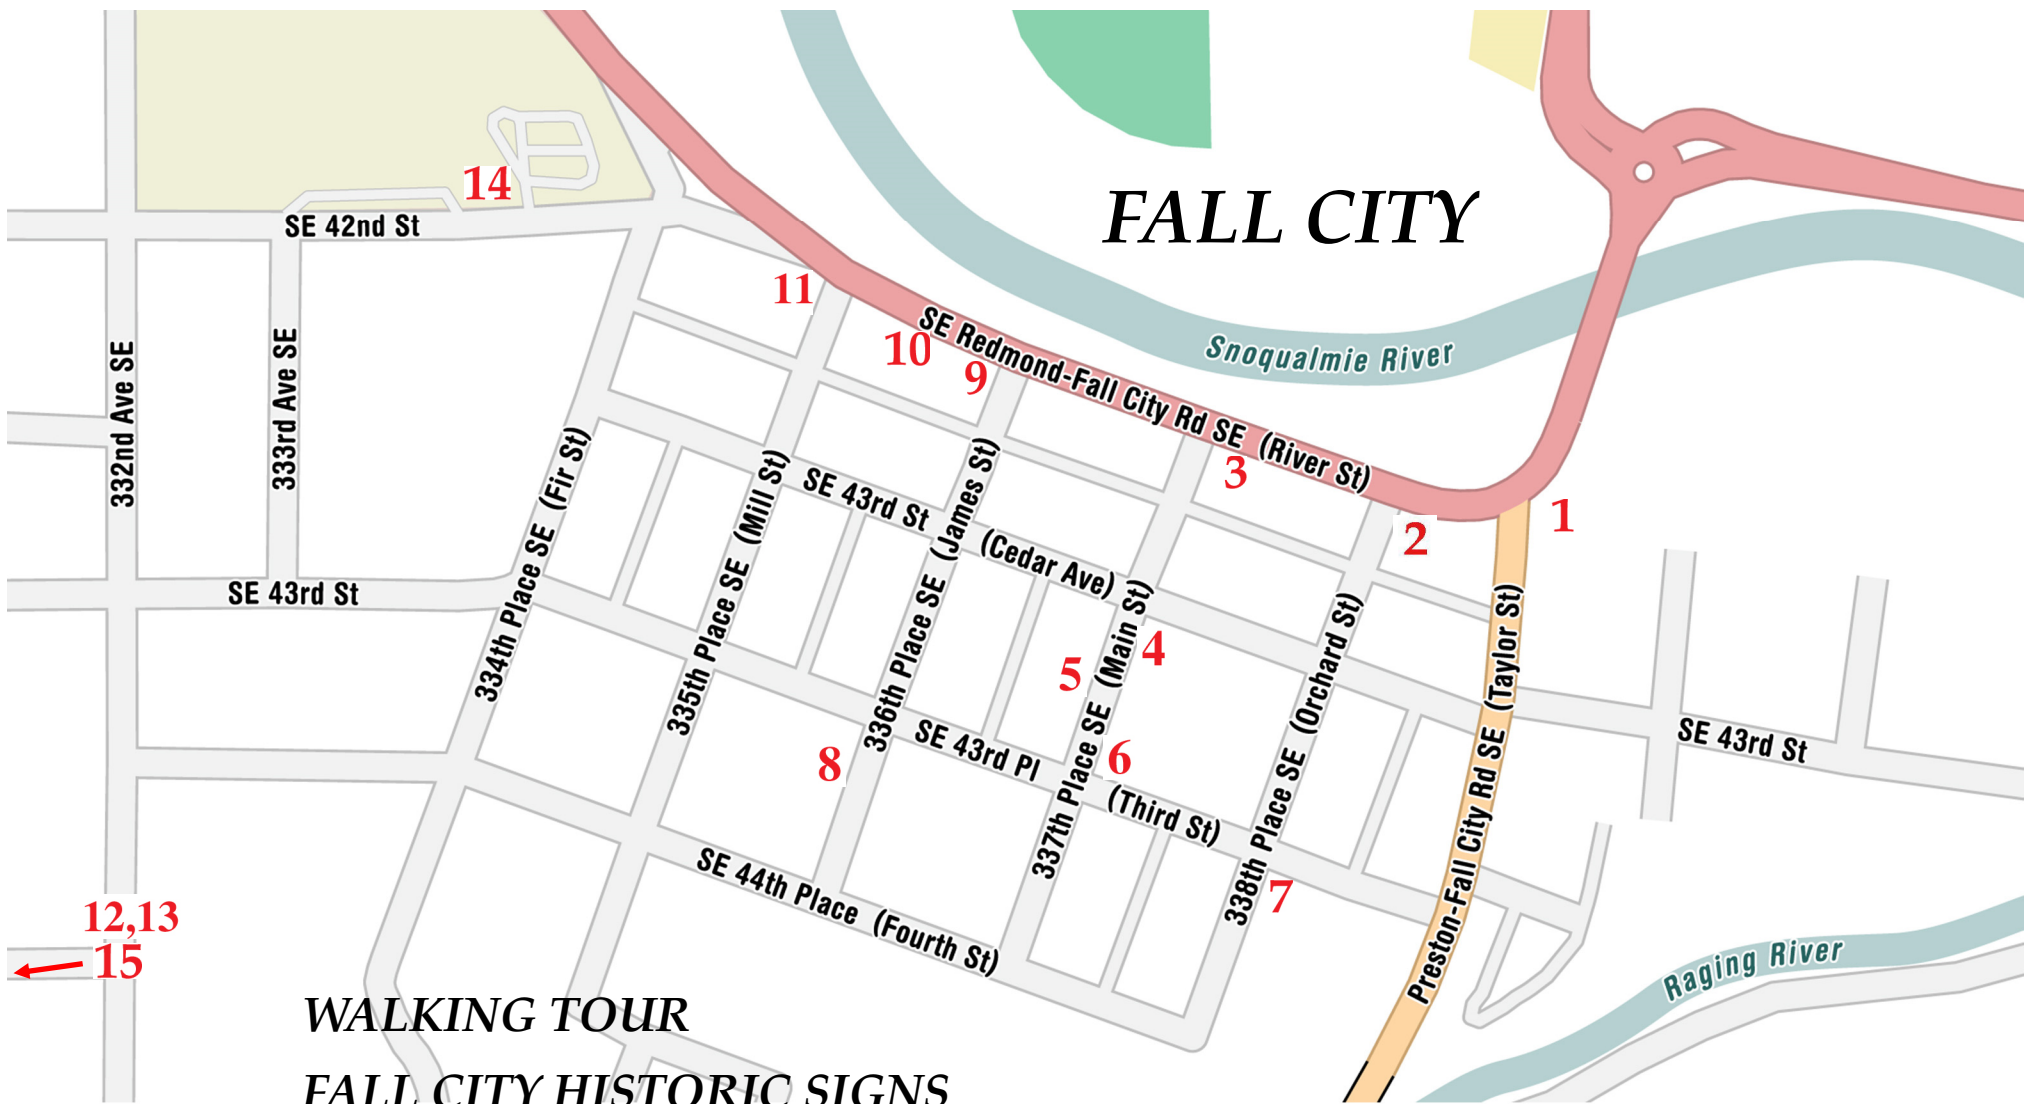 14
SE 42nd St
FALL CITY
11
10
9
SE Redmond-Fall City Rd SE (River St)
Snoqualmie River
332nd Ave SE
333rd Ave SE
3
2
1
334th Place SE (Fir St)
335th Place SE (Mill St)
SE 43rd St (Cedar Ave)
336th Place SE (James St)
SE 43rd St
4
5
337th Place SE (Main St)
338th Place SE (Orchard St)
Preston-Fall City Rd SE (Taylor St)
SE 43rd St
6
8
SE 43rd Pl (Third St)
7
SE 44th Place (Fourth St)
12,13
15
Raging River
WALKING TOUR
FALL CITY HISTORIC SIGNS